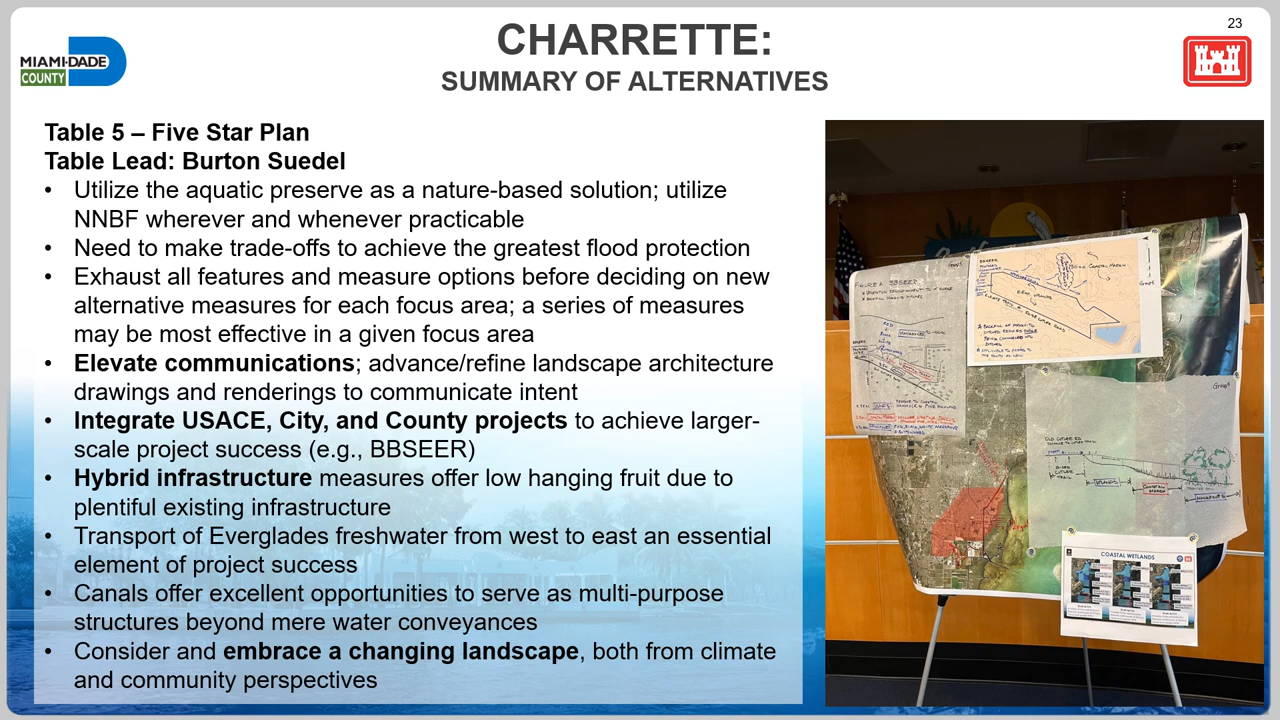 23
MIAMI-DADE
COUNTY
CHARRETTE:
SUMMARY OF ALTERNATIVES
Table 5 – Five Star Plan
Table Lead: Burton Suedel
• Utilize the aquatic preserve as a nature-based solution; utilize
NNBF wherever and whenever practicable
• Need to make trade-offs to achieve the greatest flood protection
• Exhaust all features and measure options before deciding on new
alternative measures for each focus area; a series of measures
may be most effective in a given focus area
• Elevate communications; advance/refine landscape architecture
drawings and renderings to communicate intent
• Integrate USACE, City, and County projects to achieve larger-
scale project success (e.g., BBSEER)
• Hybrid infrastructure measures offer low hanging fruit due to
plentiful existing infrastructure
• Transport of Everglades freshwater from west to east an essential
element of project success
• Canals offer excellent opportunities to serve as multi-purpose
structures beyond mere water conveyances
• Consider and embrace a changing landscape, both from climate
and community perspectives
Group 5
BBSEER
Group 5
COASTAL WETLANDS